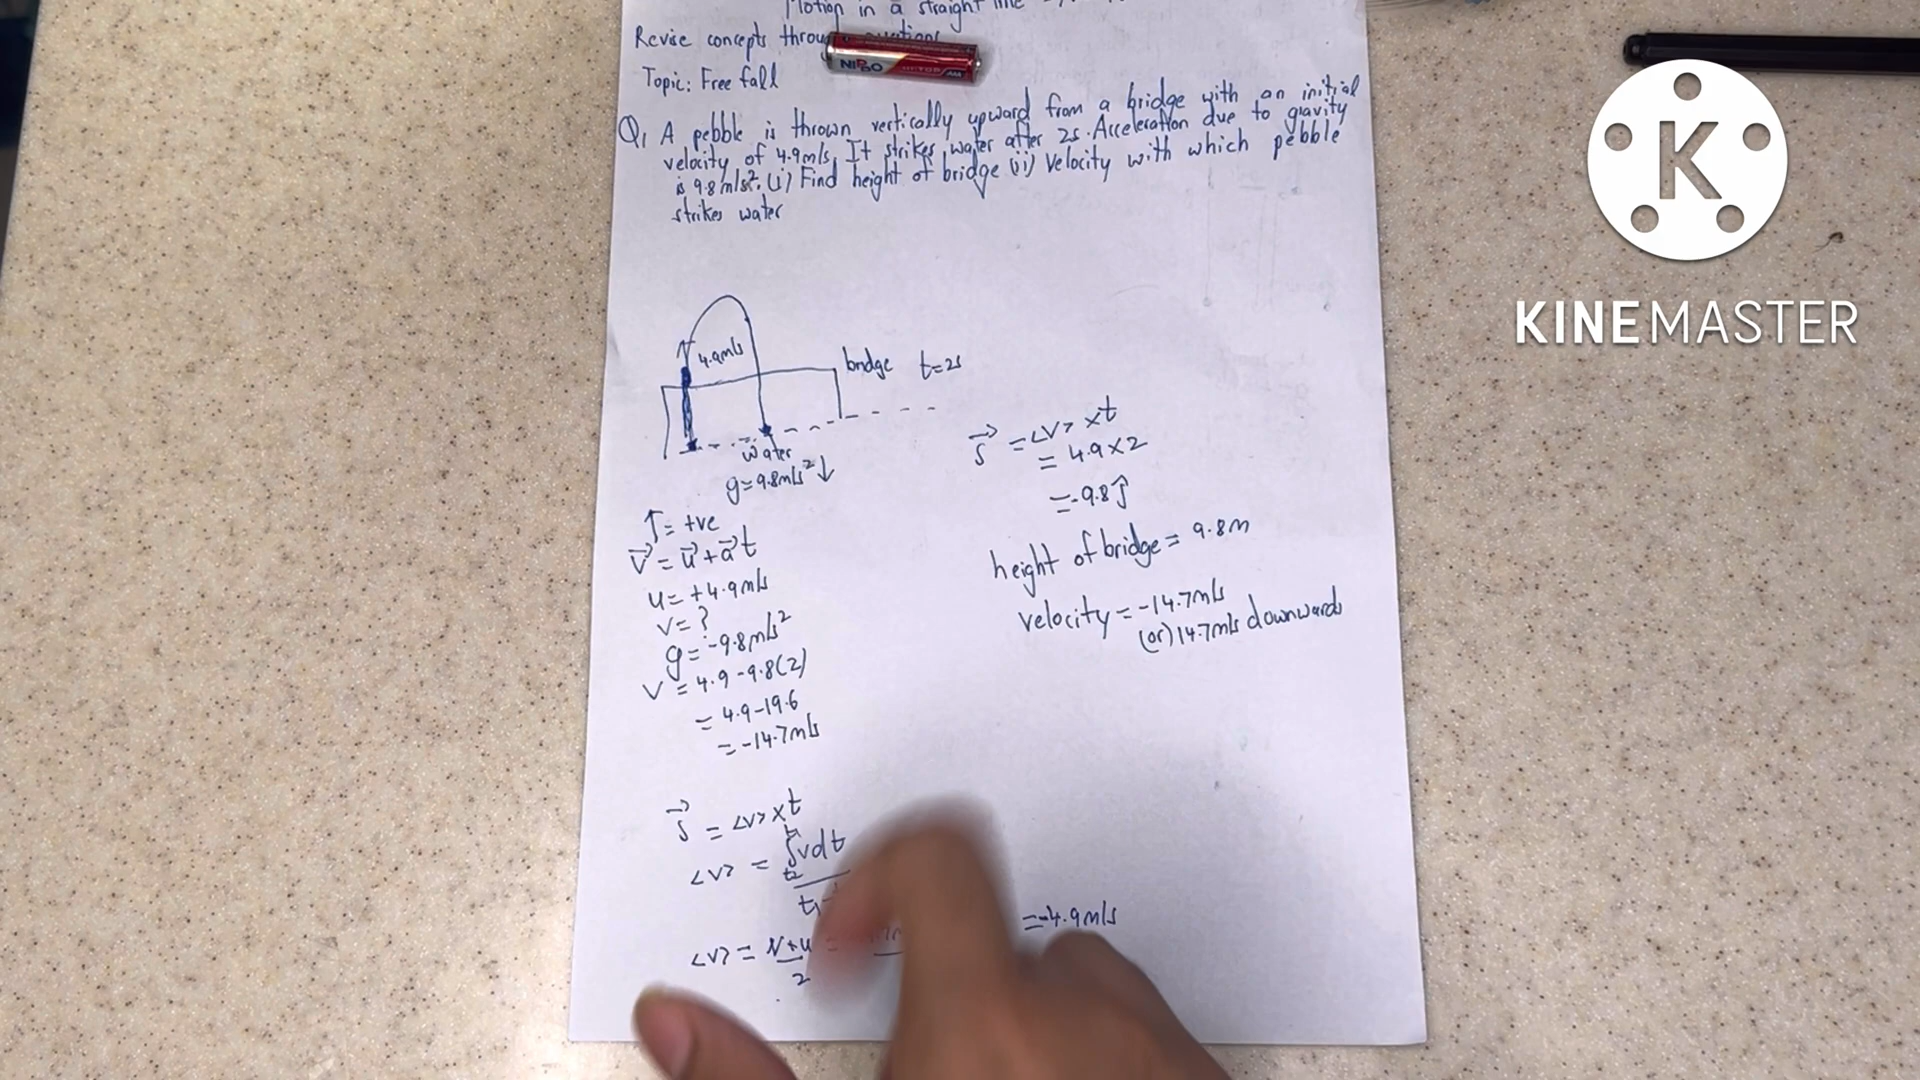 Motion in a straight line
Revise concepts through questions
NIPPO
Topic: Free fall
Q1 A pebble is thrown vertically upward from a bridge with an initial
velocity of 4.9m/s. It strikes water after 2s. Acceleration due to gravity
is 9.8m/s². (i) Find height of bridge (ii) Velocity with which pebble
strikes water
4.9m/s
bridge t=2s
water
g=9.8m/s²↓
↑=+ve
v⃗ = u⃗ + a⃗ t
u=+4.9m/s
v=?
g=-9.8m/s²
v = 4.9-9.8(2)
= 4.9-19.6
= -14.7m/s
s⃗ = <v> x t
<v> = ∫vdt
t2
t1
<v> = v+u = =-4.9m/s
2
s⃗ = <v> x t
= 4.9 x 2
=-9.8ĵ
height of bridge = 9.8m
velocity = -14.7m/s
(or) 14.7m/s downwards
K
KINEMASTER